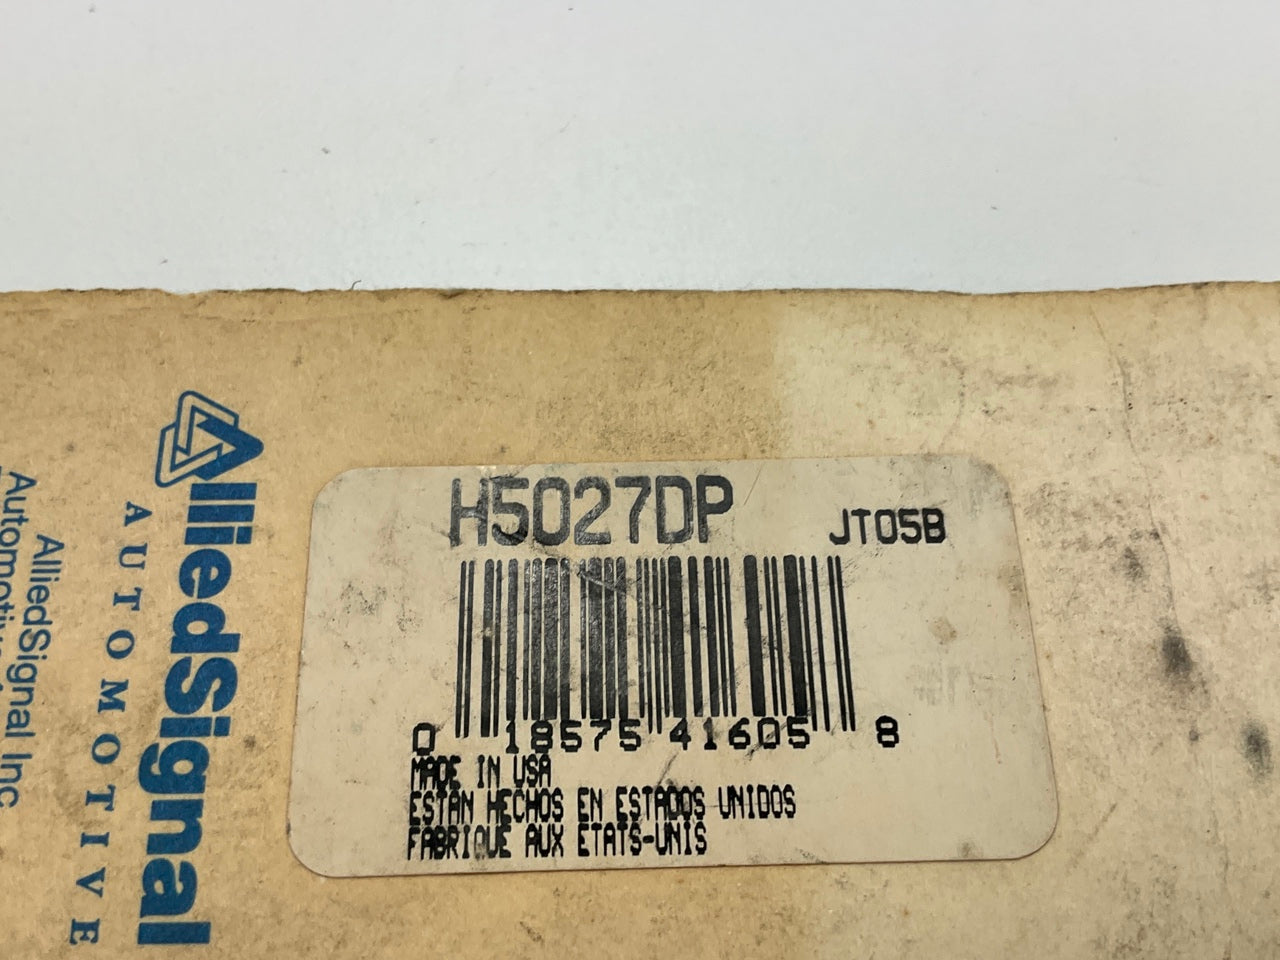 H5027DP JT05B
0 18575 41605 8
MADE IN USA
ESTAN HECHOS EN ESTADOS UNIDOS
FABRIQUE AUX ETATS-UNIS
AlliedSignal
AUTOMOTIVE
AlliedSignal Inc